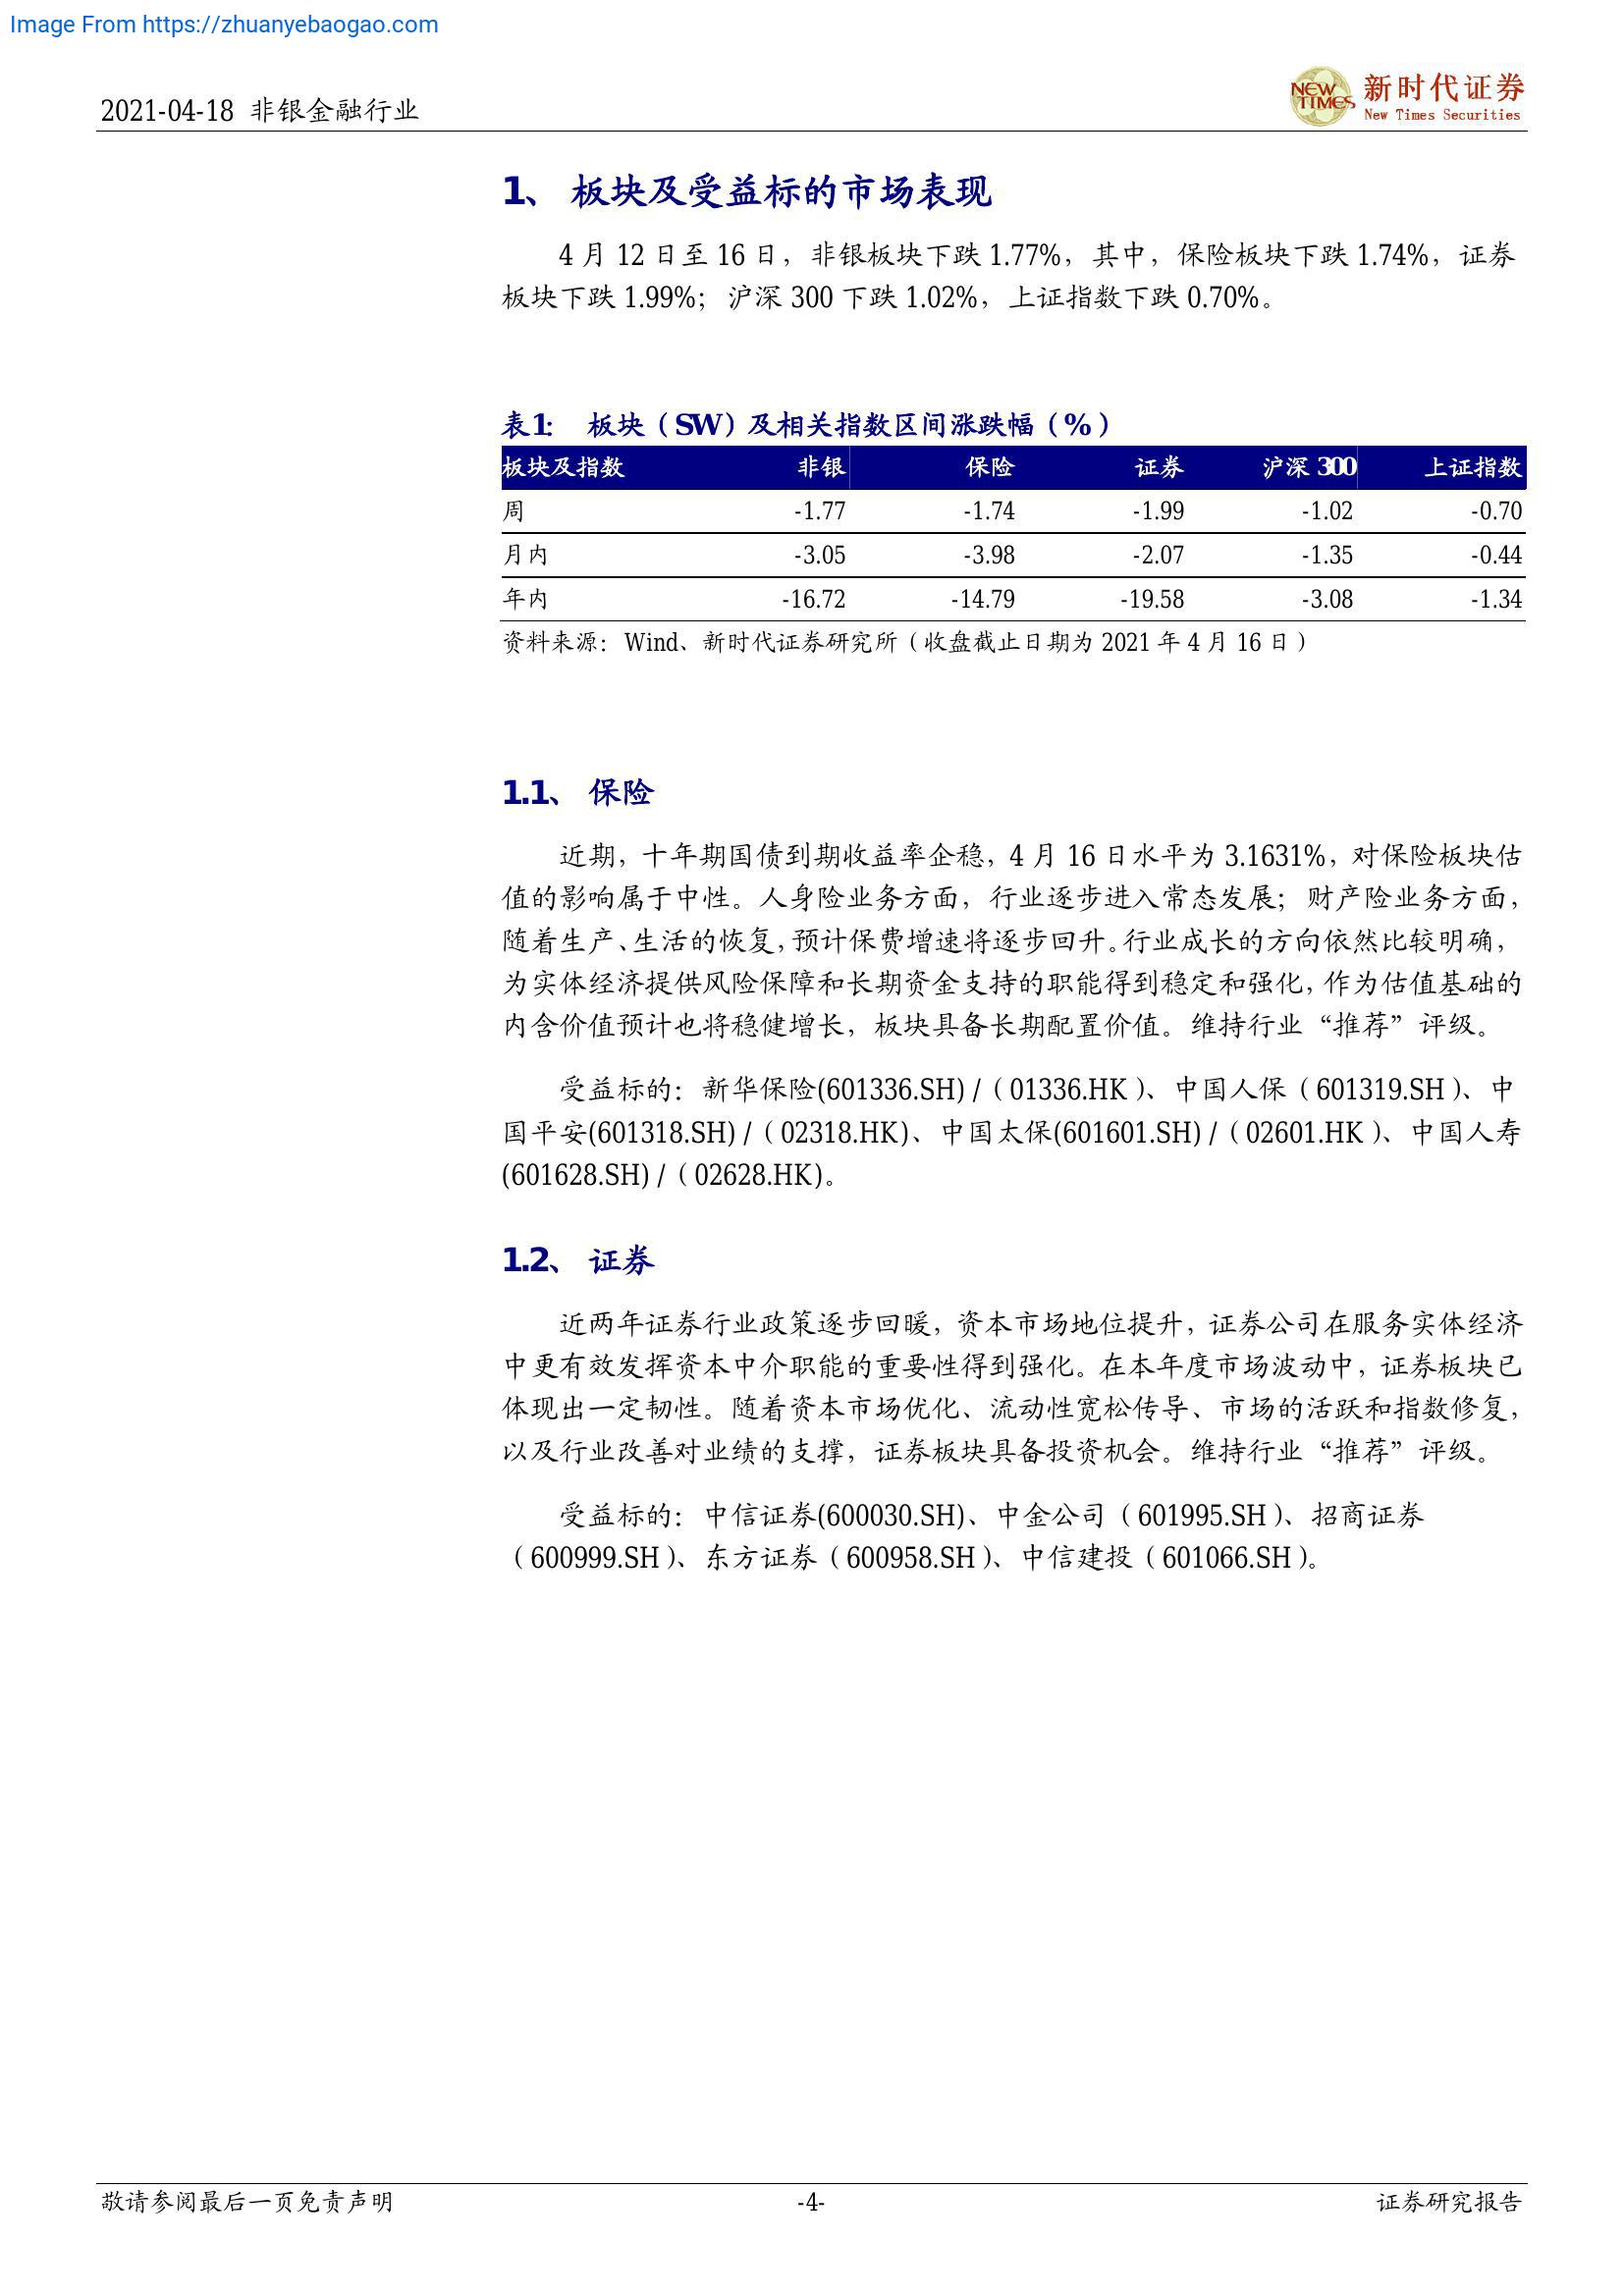 Image From https://zhuanyebaogao.com
2021-04-18 非银金融行业
NEW TIMES 新时代证券
New Times Securities
1、 板块及受益标的市场表现
4 月 12 日至 16 日，非银板块下跌 1.77%，其中，保险板块下跌 1.74%，证券
板块下跌 1.99%；沪深 300 下跌 1.02%，上证指数下跌 0.70%。
表1: 板块（SW）及相关指数区间涨跌幅（%）
板块及指数 非银 保险 证券 沪深 300 上证指数
周 -1.77 -1.74 -1.99 -1.02 -0.70
月内 -3.05 -3.98 -2.07 -1.35 -0.44
年内 -16.72 -14.79 -19.58 -3.08 -1.34
资料来源：Wind、新时代证券研究所（收盘截止日期为 2021 年 4 月 16 日）
1.1、 保险
近期，十年期国债到期收益率企稳，4 月 16 日水平为 3.1631%，对保险板块估
值的影响属于中性。人身险业务方面，行业逐步进入常态发展；财产险业务方面，
随着生产、生活的恢复，预计保费增速将逐步回升。行业成长的方向依然比较明确，
为实体经济提供风险保障和长期资金支持的职能得到稳定和强化，作为估值基础的
内含价值预计也将稳健增长，板块具备长期配置价值。维持行业“推荐”评级。
受益标的：新华保险(601336.SH) /（01336.HK）、中国人保（601319.SH）、中
国平安(601318.SH) /（02318.HK)、中国太保(601601.SH) /（02601.HK）、中国人寿
(601628.SH) /（02628.HK)。
1.2、 证券
近两年证券行业政策逐步回暖，资本市场地位提升，证券公司在服务实体经济
中更有效发挥资本中介职能的重要性得到强化。在本年度市场波动中，证券板块已
体现出一定韧性。随着资本市场优化、流动性宽松传导、市场的活跃和指数修复，
以及行业改善对业绩的支撑，证券板块具备投资机会。维持行业“推荐”评级。
受益标的：中信证券(600030.SH)、中金公司（601995.SH）、招商证券
（600999.SH）、东方证券（600958.SH）、中信建投（601066.SH）。
敬请参阅最后一页免责声明 -4- 证券研究报告